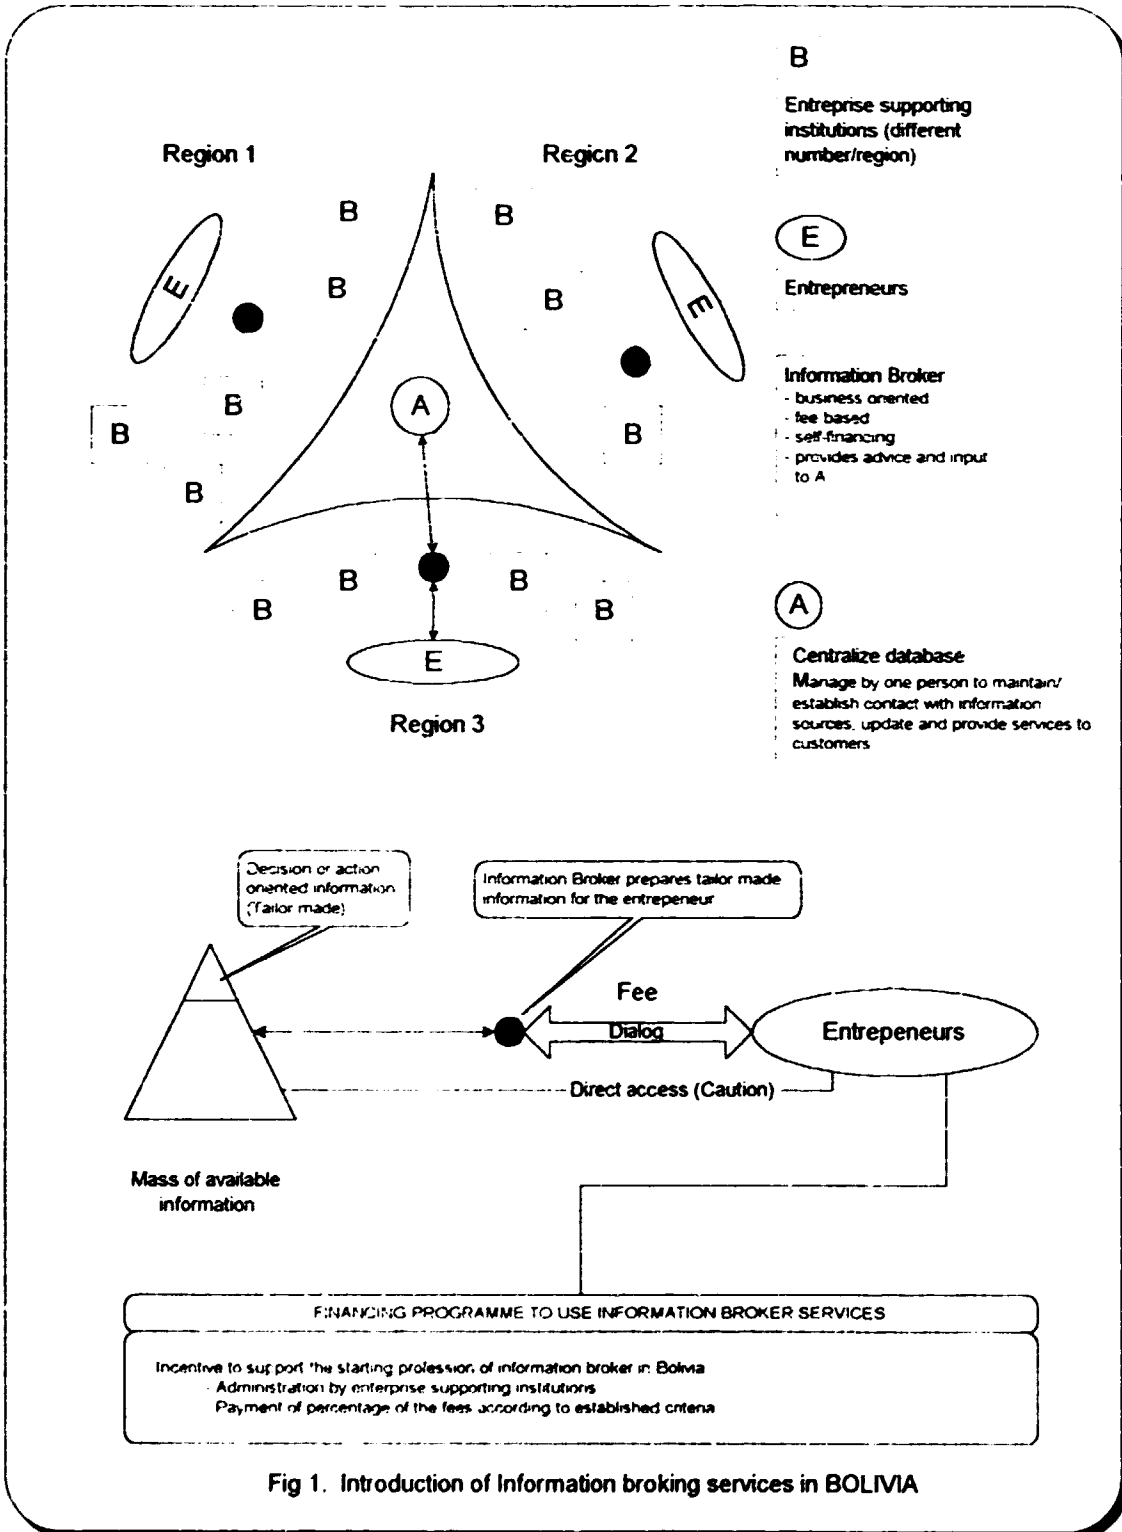 B
Entreprise supporting
institutions (different
number/region)
Region 1
Region 2
B
B
B
B
E
E
E
Entrepreneurs
Information Broker
- business oriented
- fee based
- self-financing
- provides advice and input
to A
A
B
B
B
B
B
B
B
B
E
Region 3
A
Centralize database
Manage by one person to maintain/
establish contact with information
sources, update and provide services to
customers
Decision or action
oriented information
(Tailor made)
Information Broker prepares tailor made
information for the entrepeneur
Fee
Dialog
Entrepeneurs
Direct access (Caution)
Mass of available
information
FINANCING PROGRAMME TO USE INFORMATION BROKER SERVICES
Incentive to support the starting profession of information broker in Bolivia
- Administration by enterprise supporting institutions
Payment of percentage of the fees according to established criteria
Fig 1. Introduction of Information broking services in BOLIVIA